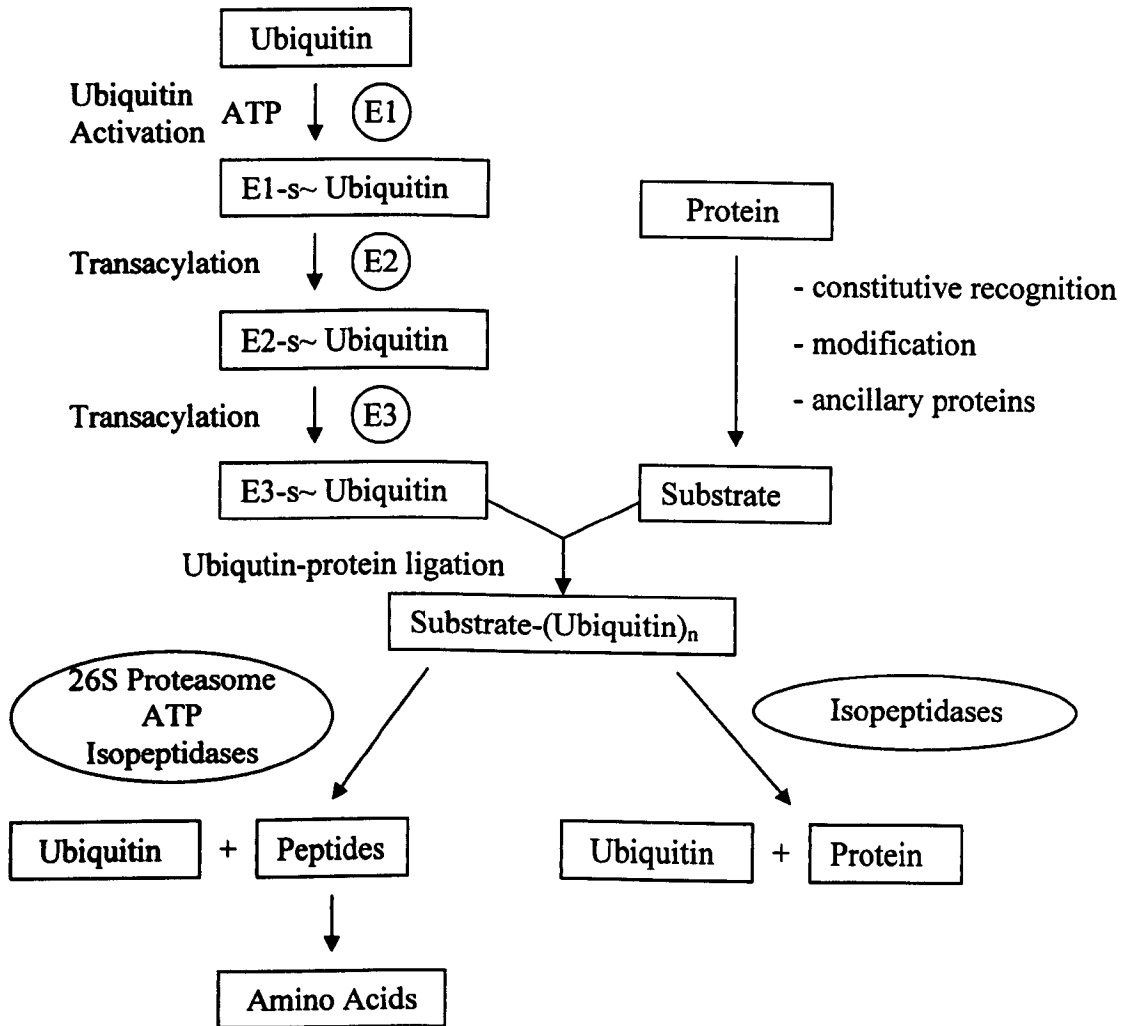 Ubiquitin
Ubiquitin
Activation
ATP
E1
E1-s~ Ubiquitin
Protein
Transacylation
E2
- constitutive recognition
- modification
- ancillary proteins
E2-s~ Ubiquitin
Transacylation
E3
E3-s~ Ubiquitin
Substrate
Ubiqutin-protein ligation
Substrate-(Ubiquitin)n
26S Proteasome
ATP
Isopeptidases
Isopeptidases
Ubiquitin + Peptides
Ubiquitin + Protein
Amino Acids